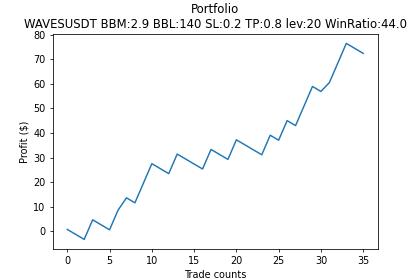 Portfolio
WAVESUSDT BBM:2.9 BBL:140 SL:0.2 TP:0.8 lev:20 WinRatio:44.0
80
70
60
50
40
30
20
10
0
Profit ($)
0 5 10 15 20 25 30 35
Trade counts